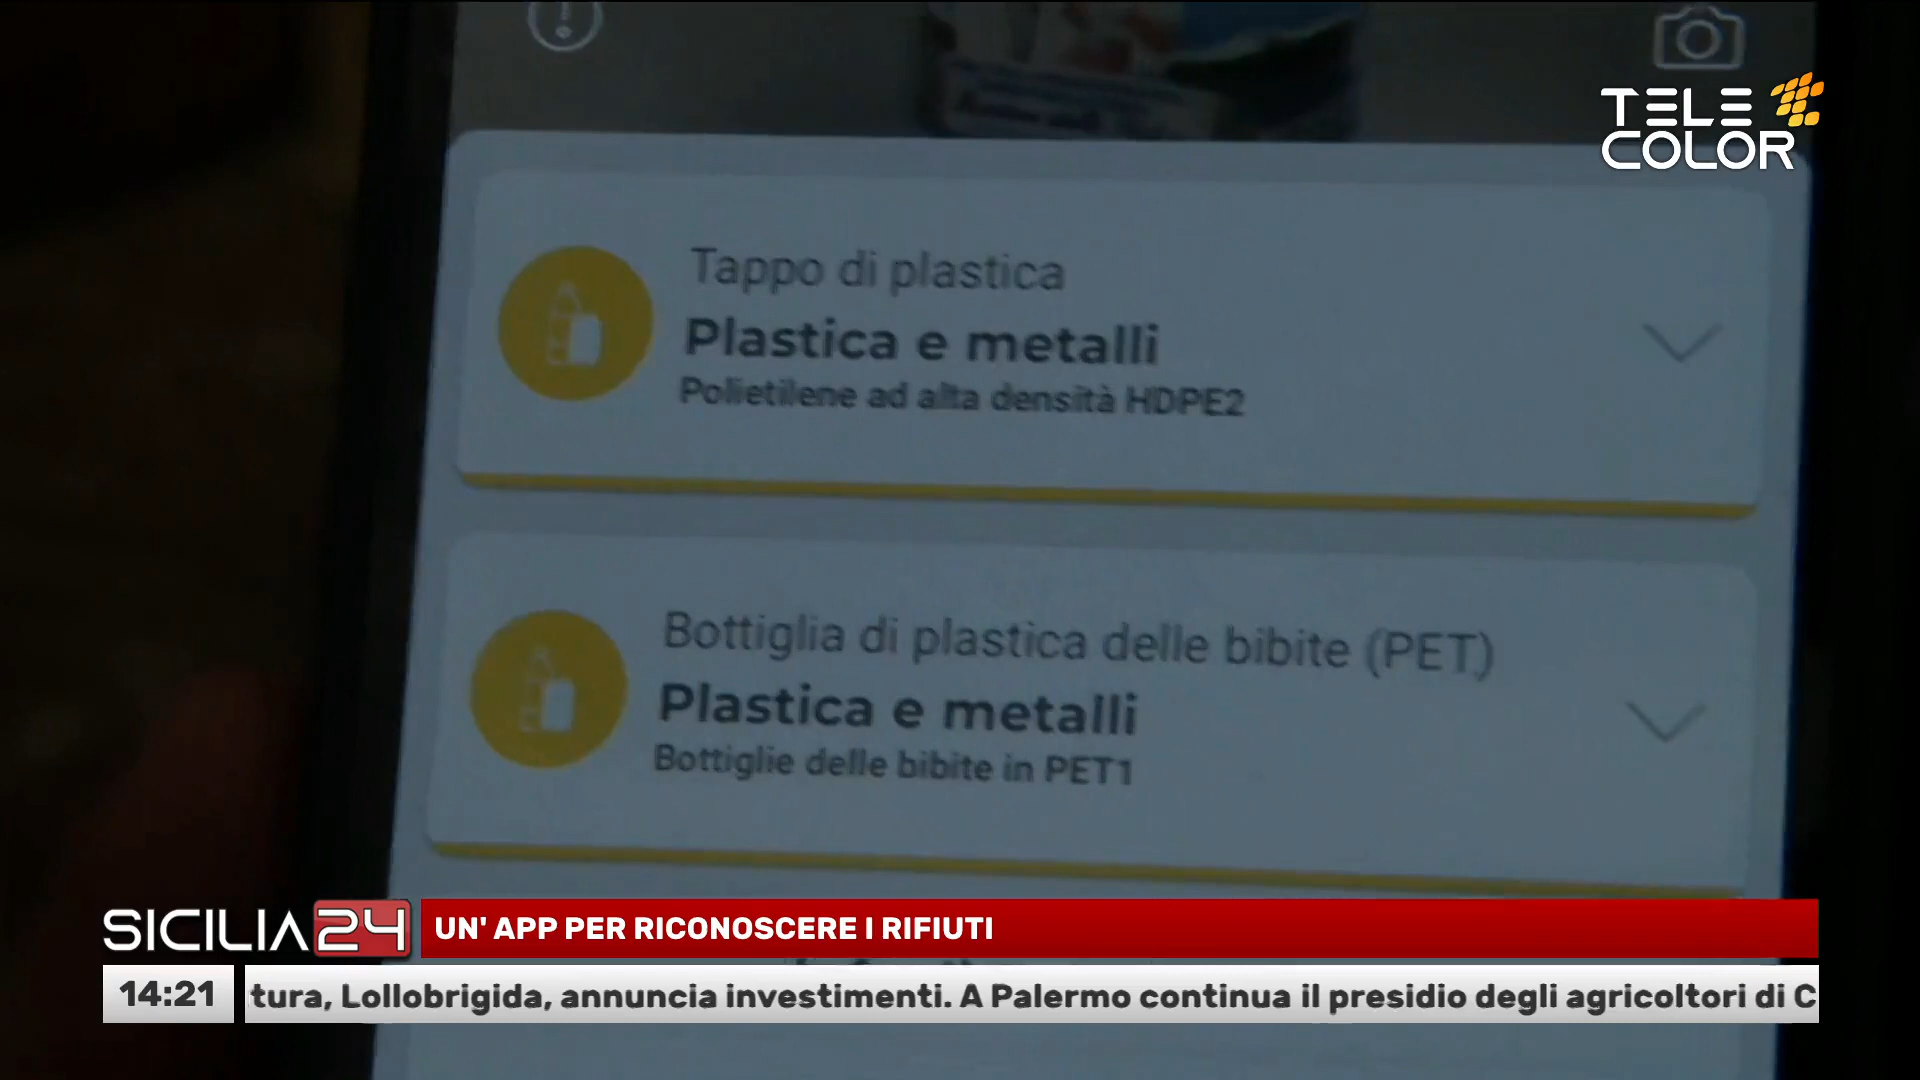 TELE
COLOR
Tappo di plastica
Plastica e metalli
Polietilene ad alta densità HDPE2
Bottiglia di plastica delle bibite (PET)
Plastica e metalli
Bottiglie delle bibite in PET1
SICILIA24
UN' APP PER RICONOSCERE I RIFIUTI
14:21
tura, Lollobrigida, annuncia investimenti. A Palermo continua il presidio degli agricoltori di C